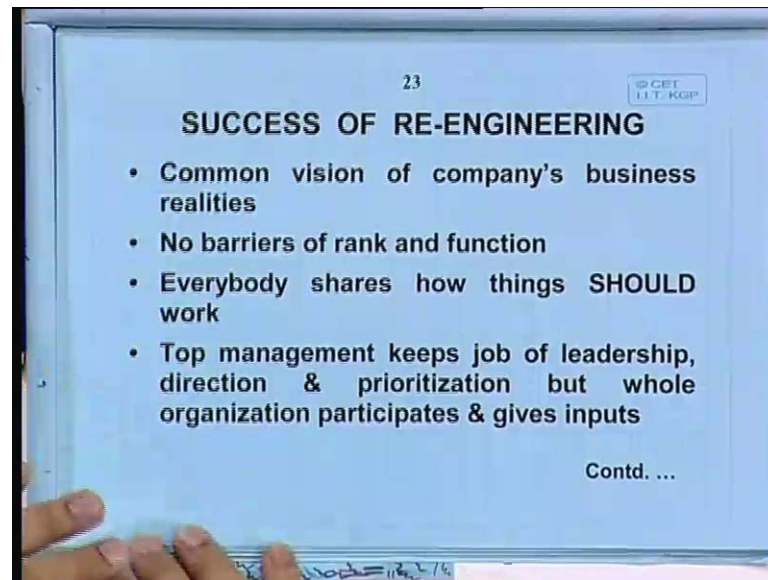 23
© CET
I.I.T. KGP
SUCCESS OF RE-ENGINEERING
• Common vision of company's business
realities
• No barriers of rank and function
• Everybody shares how things SHOULD
work
• Top management keeps job of leadership,
direction & prioritization but whole
organization participates & gives inputs
Contd. ...